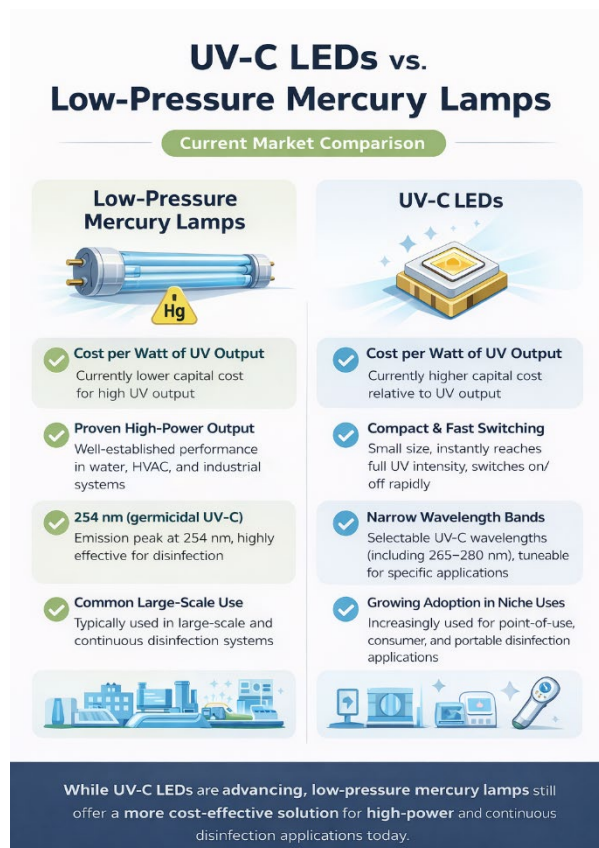 UV-C LEDs vs.
Low-Pressure Mercury Lamps
Current Market Comparison
Low-Pressure
Mercury Lamps
Hg
Cost per Watt of UV Output
Currently lower capital cost
for high UV output
Proven High-Power Output
Well-established performance
in water, HVAC, and industrial
systems
254 nm (germicidal UV-C)
Emission peak at 254 nm, highly
effective for disinfection
Common Large-Scale Use
Typically used in large-scale and
continuous disinfection systems
UV-C LEDs
Cost per Watt of UV Output
Currently higher capital cost
relative to UV output
Compact & Fast Switching
Small size, instantly reaches
full UV intensity, switches on/
off rapidly
Narrow Wavelength Bands
Selectable UV-C wavelengths
(including 265–280 nm), tuneable
for specific applications
Growing Adoption in Niche Uses
Increasingly used for point-of-use,
consumer, and portable disinfection
applications
While UV-C LEDs are advancing, low-pressure mercury lamps still
offer a more cost-effective solution for high-power and continuous
disinfection applications today.